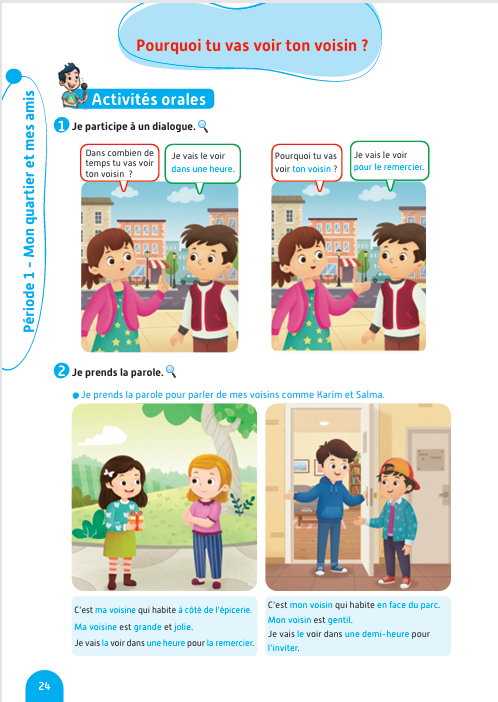 Pourquoi tu vas voir ton voisin ?
Période 1 - Mon quartier et mes amis
Activités orales
1 Je participe à un dialogue.
Dans combien de
temps tu vas voir
ton voisin ?
Je vais le voir
dans une heure.
Pourquoi tu vas
voir ton voisin ?
Je vais le voir
pour le remercier.
2 Je prends la parole.
● Je prends la parole pour parler de mes voisins comme Karim et Salma.
C'est ma voisine qui habite à côté de l'épicerie.
Ma voisine est grande et jolie.
Je vais la voir dans une heure pour la remercier.
C'est mon voisin qui habite en face du parc.
Mon voisin est gentil.
Je vais le voir dans une demi-heure pour
l'inviter.
24